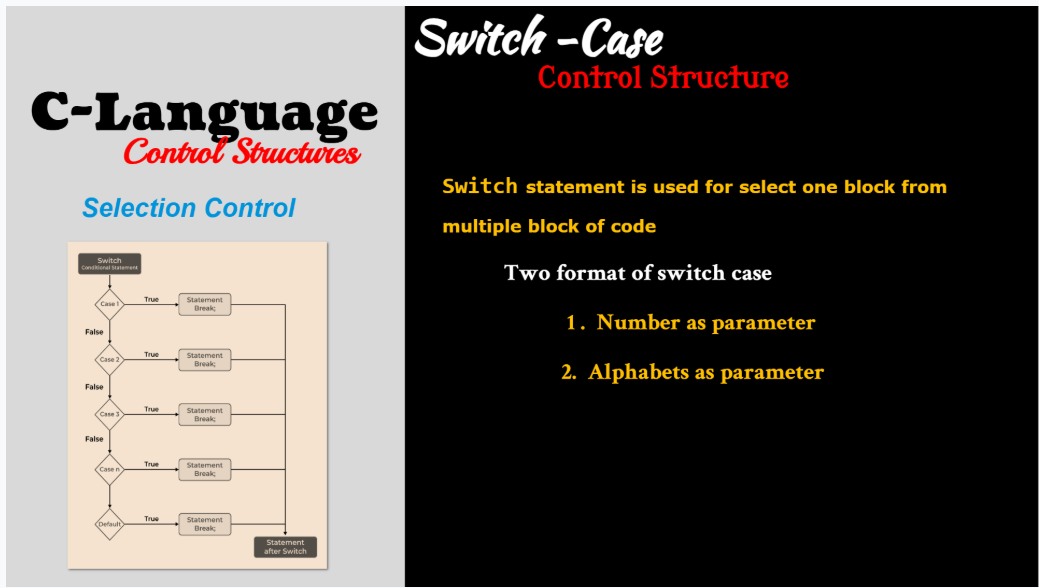 C-Language
Control Structures
Selection Control
Switch
Conditional Statement
Case 1
True
Statement
Break;
False
Case 2
True
Statement
Break;
False
Case 3
True
Statement
Break;
False
Case n
True
Statement
Break;
Default
True
Statement
Break;
Statement
after Switch
Switch -Case
Control Structure
Switch statement is used for select one block from
multiple block of code
Two format of switch case
1. Number as parameter
2. Alphabets as parameter